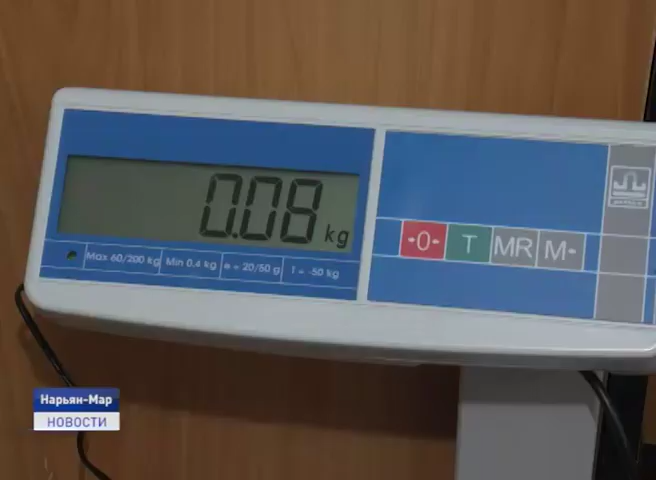 0.08 kg
Max 60/200 kg Min 0.4 kg e = 20/50 g T = -50 kg
•0• T MR M•
Нарьян-Мар
НОВОСТИ